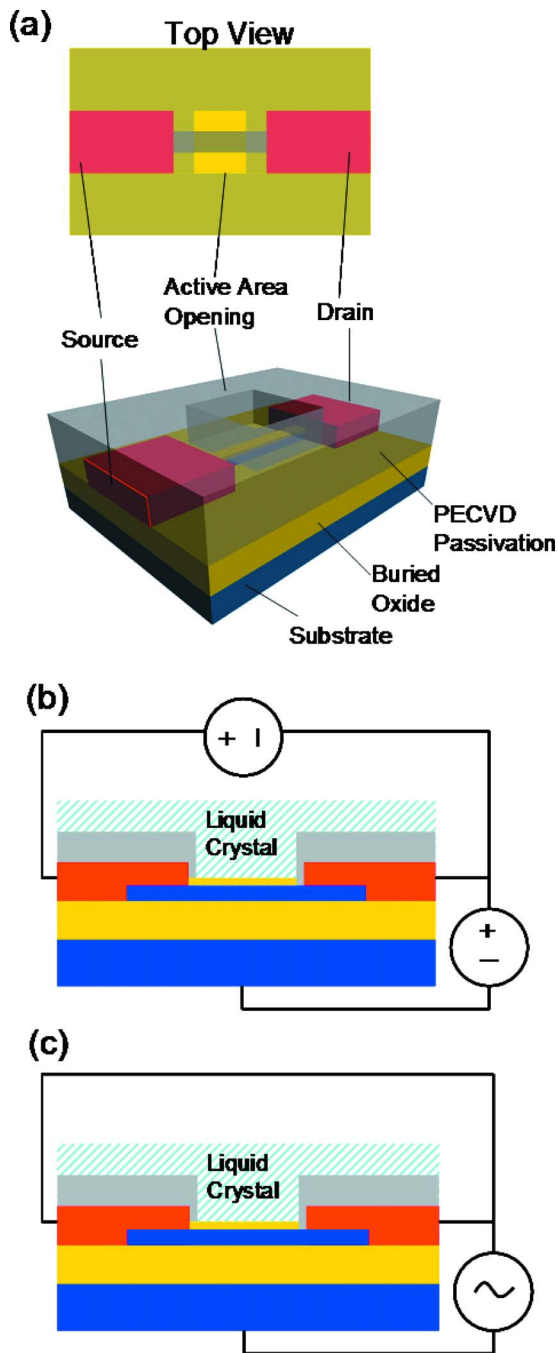 (a)
Top View
Active Area
Opening
Source
Drain
PECVD
Passivation
Buried
Oxide
Substrate
(b)
+ –
Liquid
Crystal
+
–
(c)
Liquid
Crystal